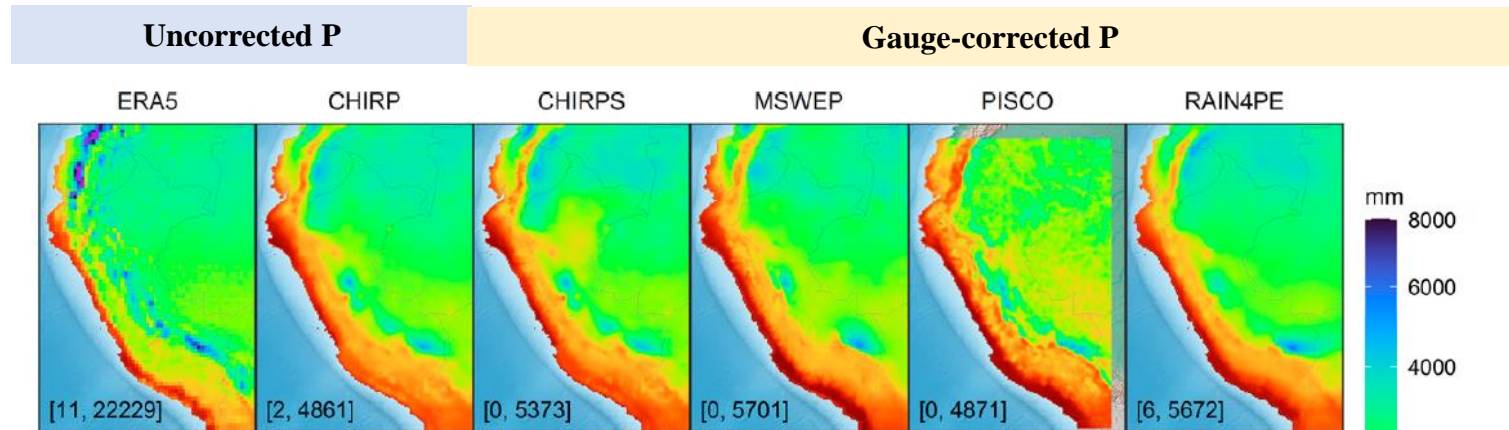 Uncorrected P
Gauge-corrected P
ERA5
CHIRP
CHIRPS
MSWEP
PISCO
RAIN4PE
mm
8000
6000
4000
[11, 22229]
[2, 4861]
[0, 5373]
[0, 5701]
[0, 4871]
[6, 5672]